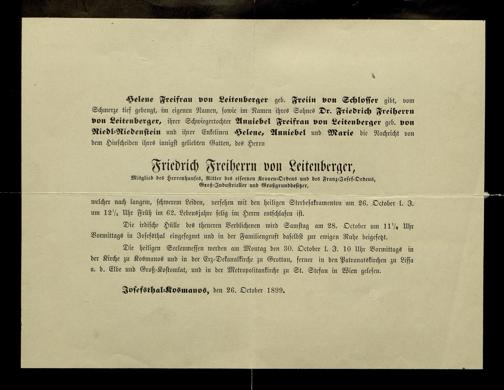 Helene Freifrau von Leitenberger geb. Freiin von Schlosser gibt, vom
Schmerze tief gebeugt, im eigenen Namen, sowie im Namen ihres Sohnes Dr. Friedrich Freiherrn
von Leitenberger, ihrer Schwiegertochter Anniebel Freifrau von Leitenberger geb. von
Riedl-Riedenstein und ihrer Enkelinen Helene, Anniebel und Marie die Nachricht von
dem Hinscheiden ihres innigst geliebten Gatten, des Herrn
Friedrich Freiherrn von Leitenberger,
Mitglied des Herrenhauses, Ritter des eisernen Kronen-Ordens und des Franz-Josef-Ordens,
Groß-Industrieller und Großgrundbesitzer,
welcher nach langem, schwerem Leiden, versehen mit den heiligen Sterbesakramenten am 26. October l. J.
um 12¼ Uhr Früh im 62. Lebensjahre selig im Herrn entschlafen ist.
Die irdische Hülle des theueren Verblichenen wird Samstag am 28. October um 11½ Uhr
Vormittags in Josefsthal eingesegnet und in der Familiengruft daselbst zur ewigen Ruhe beigesetzt.
Die heiligen Seelenmessen werden am Montag den 30. October l. J. 10 Uhr Vormittags in
der Kirche zu Kosmanos und in der Erz-Dekanalkirche zu Grottau, ferner in den Patronatskirchen zu Lissa
a. d. Elbe und Groß-Kostomlat, und in der Metropolitankirche zu St. Stefan in Wien gelesen.
Josefsthal-Kosmanos, den 26. October 1899.